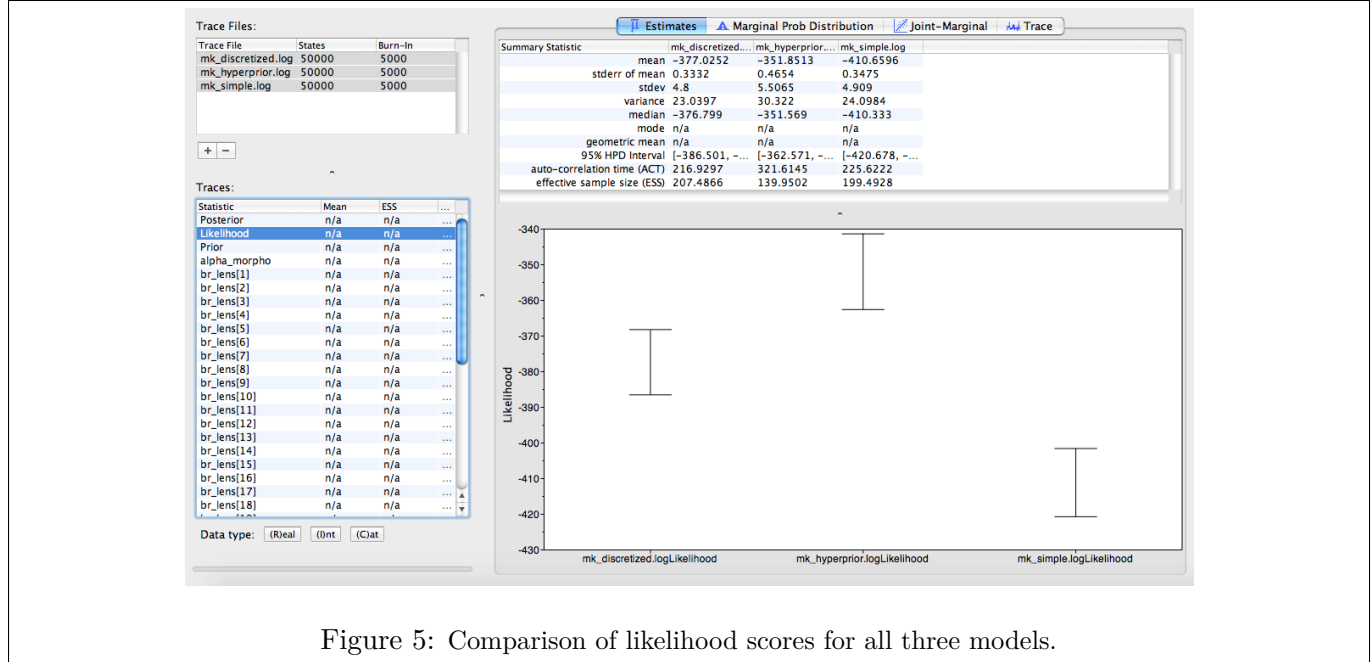 Trace Files:
Trace File States Burn-In
mk_discretized.log 50000 5000
mk_hyperprior.log 50000 5000
mk_simple.log 50000 5000
+ −
Traces:
Statistic Mean ESS ...
Posterior n/a n/a ...
Likelihood n/a n/a ...
Prior n/a n/a ...
alpha_morpho n/a n/a ...
br_lens[1] n/a n/a ...
br_lens[2] n/a n/a ...
br_lens[3] n/a n/a ...
br_lens[4] n/a n/a ...
br_lens[5] n/a n/a ...
br_lens[6] n/a n/a ...
br_lens[7] n/a n/a ...
br_lens[8] n/a n/a ...
br_lens[9] n/a n/a ...
br_lens[10] n/a n/a ...
br_lens[11] n/a n/a ...
br_lens[12] n/a n/a ...
br_lens[13] n/a n/a ...
br_lens[14] n/a n/a ...
br_lens[15] n/a n/a ...
br_lens[16] n/a n/a ...
br_lens[17] n/a n/a ...
br_lens[18] n/a n/a ...
Data type: (R)eal (I)nt (C)at
Estimates Marginal Prob Distribution Joint-Marginal Trace
Summary Statistic mk_discretized.... mk_hyperprior.... mk_simple.log
mean -377.0252 -351.8513 -410.6596
stderr of mean 0.3332 0.4654 0.3475
stdev 4.8 5.5065 4.909
variance 23.0397 30.322 24.0984
median -376.799 -351.569 -410.333
mode n/a n/a n/a
geometric mean n/a n/a n/a
95% HPD Interval [-386.501, -... [-362.571, -... [-420.678, -...
auto-correlation time (ACT) 216.9297 321.6145 225.6222
effective sample size (ESS) 207.4866 139.9502 199.4928
Likelihood
-340
-350
-360
-370
-380
-390
-400
-410
-420
-430
mk_discretized.logLikelihood mk_hyperprior.logLikelihood mk_simple.logLikelihood
Figure 5: Comparison of likelihood scores for all three models.